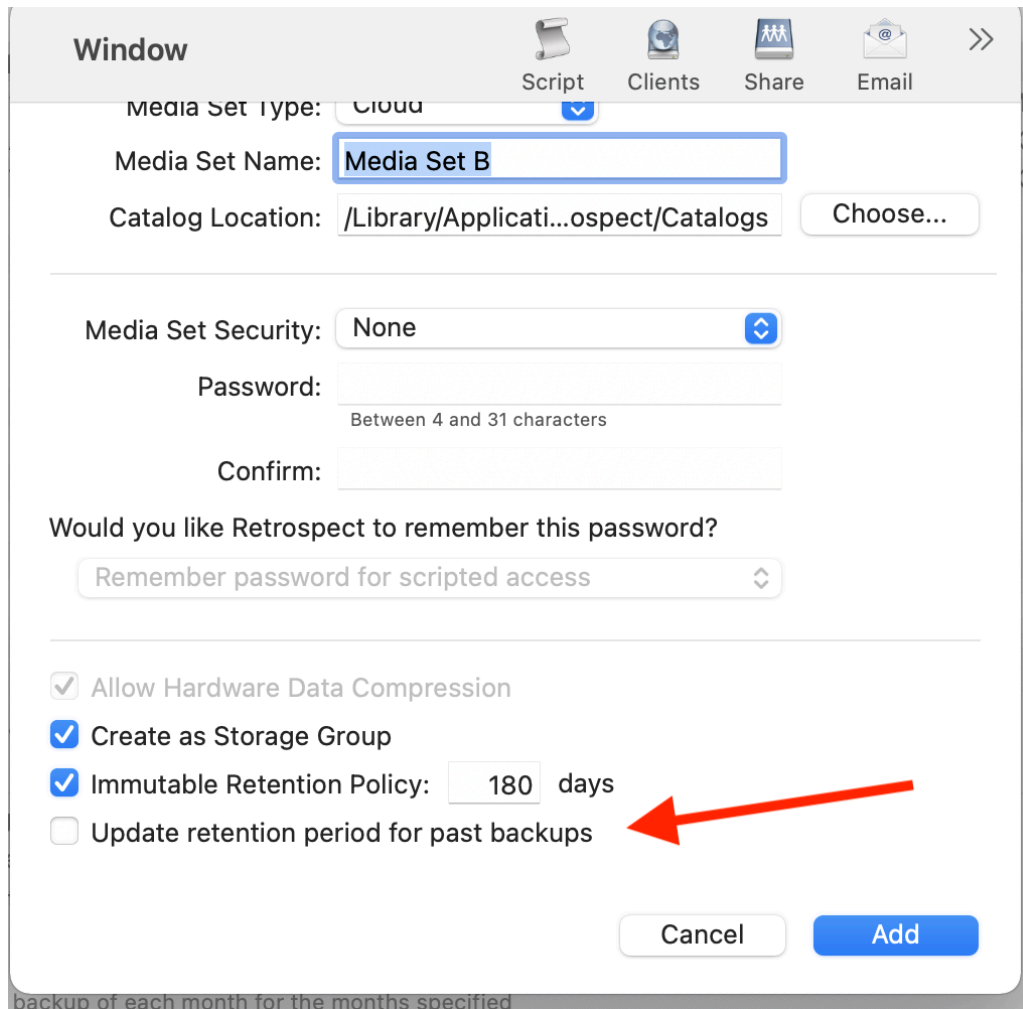 Window
Script
Clients
Share
@
Email
Media Set Type: Cloud
Media Set Name: Media Set B
Catalog Location: /Library/Applicati...ospect/Catalogs Choose...
Media Set Security: None
Password:
Between 4 and 31 characters
Confirm:
Would you like Retrospect to remember this password?
Remember password for scripted access
Allow Hardware Data Compression
Create as Storage Group
Immutable Retention Policy: 180 days
Update retention period for past backups
Cancel Add
backup of each month for the months specified